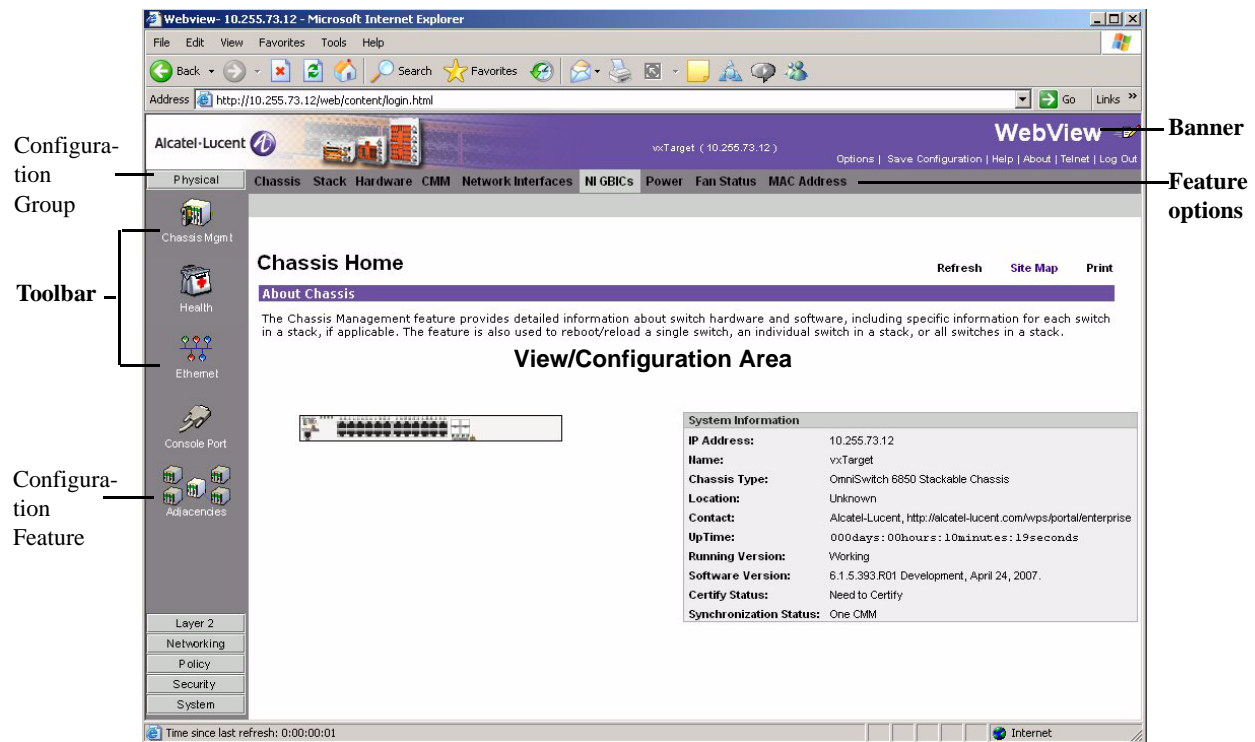 Webview- 10.255.73.12 - Microsoft Internet Explorer
File Edit View Favorites Tools Help
Back Search Favorites
Address http://10.255.73.12/web/content/login.html Go Links »
Alcatel·Lucent
vxTarget ( 10.255.73.12 )
WebView
Options | Save Configuration | Help | About | Telnet | Log Out
Banner
Configura-
tion
Group
Physical
Chassis Stack Hardware CMM Network Interfaces NI GBICs Power Fan Status MAC Address
Feature
options
Toolbar
Chassis Mgmt
Health
Ethernet
Console Port
Adjacencies
Configura-
tion
Feature
Chassis Home
Refresh Site Map Print
About Chassis
The Chassis Management feature provides detailed information about switch hardware and software, including specific information for each switch
in a stack, if applicable. The feature is also used to reboot/reload a single switch, an individual switch in a stack, or all switches in a stack.
View/Configuration Area
System Information
IP Address: 10.255.73.12
Name: vxTarget
Chassis Type: OmniSwitch 6850 Stackable Chassis
Location: Unknown
Contact: Alcatel-Lucent, http://alcatel-lucent.com/wps/portal/enterprise
UpTime: 000days:00hours:10minutes:19seconds
Running Version: Working
Software Version: 6.1.5.393.R01 Development, April 24, 2007.
Certify Status: Need to Certify
Synchronization Status: One CMM
Layer 2
Networking
Policy
Security
System
Time since last refresh: 0:00:00:01
Internet